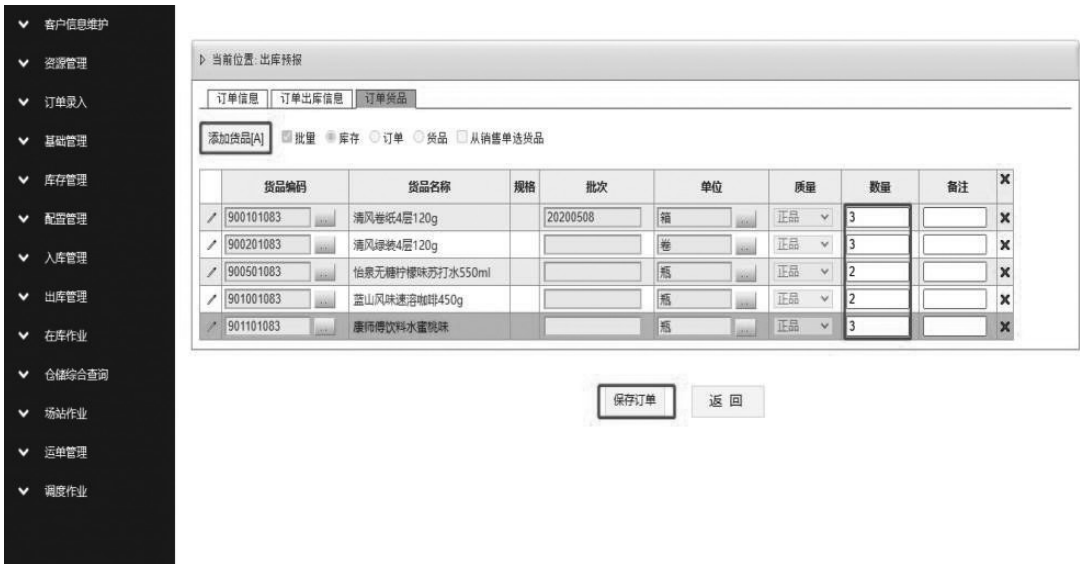 客户信息维护
资源管理
订单录入
基础管理
库存管理
配置管理
入库管理
出库管理
在库作业
仓储综合查询
场站作业
运单管理
调度作业
当前位置: 出库预报
订单信息 订单出库信息 订单货品
添加货品[A] 批量 库存 订单 货品 从销售单选货品
货品编码 货品名称 规格 批次 单位 质量 数量 备注 X
900101083 ... 清风卷纸4层120g 20200508 箱 ... 正品 3 X
900201083 ... 清风绿装4层120g 卷 ... 正品 3 X
900501083 ... 怡泉无糖柠檬味苏打水550ml 瓶 ... 正品 2 X
901001083 ... 蓝山风味速溶咖啡450g 瓶 ... 正品 2 X
901101083 ... 康师傅饮料水蜜桃味 瓶 ... 正品 3 X
保存订单 返 回